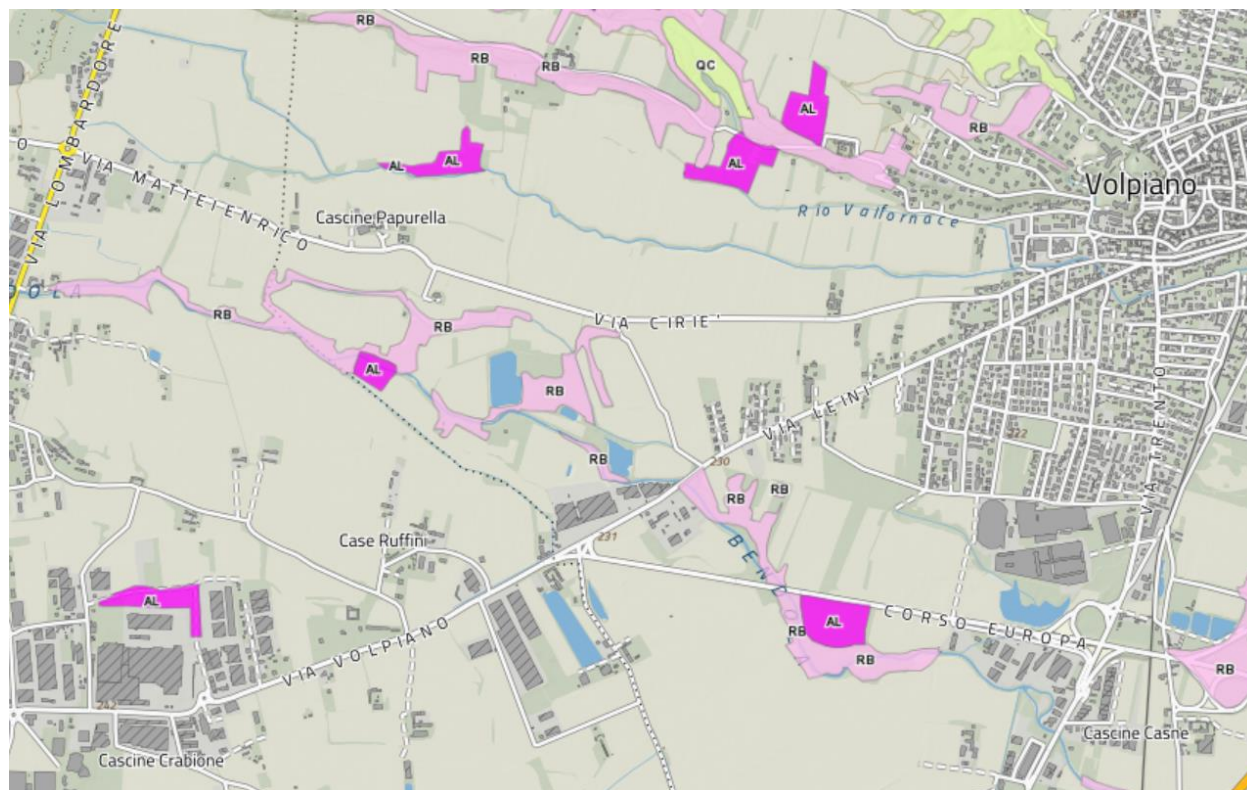 RB
RB
RB
QC
AL
RB
AL
AL
AL
Volpiano
VIA LOMBARDORE
O
VIA MATTEI ENRICO
Cascine Papurella
Rio Valfornace
RB
RB
VIA CIRIE'
AL
RB
VIA LEINI'
VIA TRENTO
222
RB
230
RB
RB
231
Case Ruffini
BEN
AL
AL
RB
CORSO EUROPA
VIA VOLPIANO
RB
RB
242
Cascine Crabione
Cascine Casne